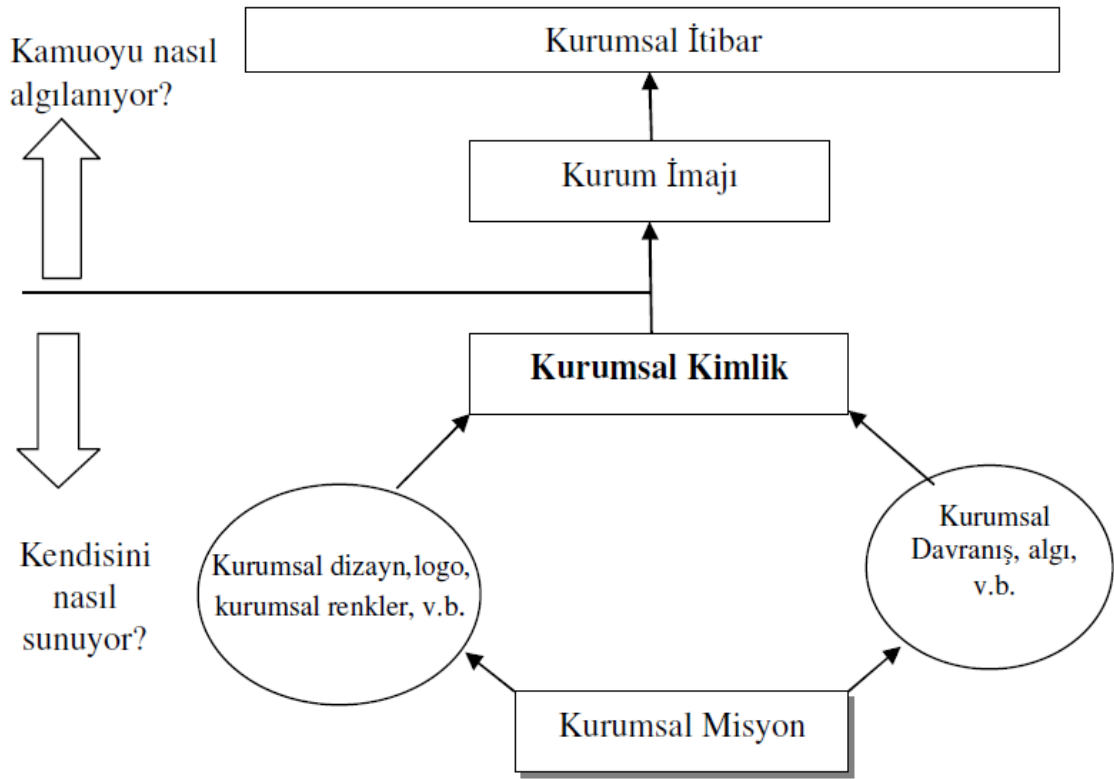 Kurumsal İtibar
Kamuoyu nasıl
algılanıyor?
Kurum İmajı
Kurumsal Kimlik
Kendisini
nasıl
sunuyor?
Kurumsal dizayn,logo,
kurumsal renkler, v.b.
Kurumsal
Davranış, algı,
v.b.
Kurumsal Misyon